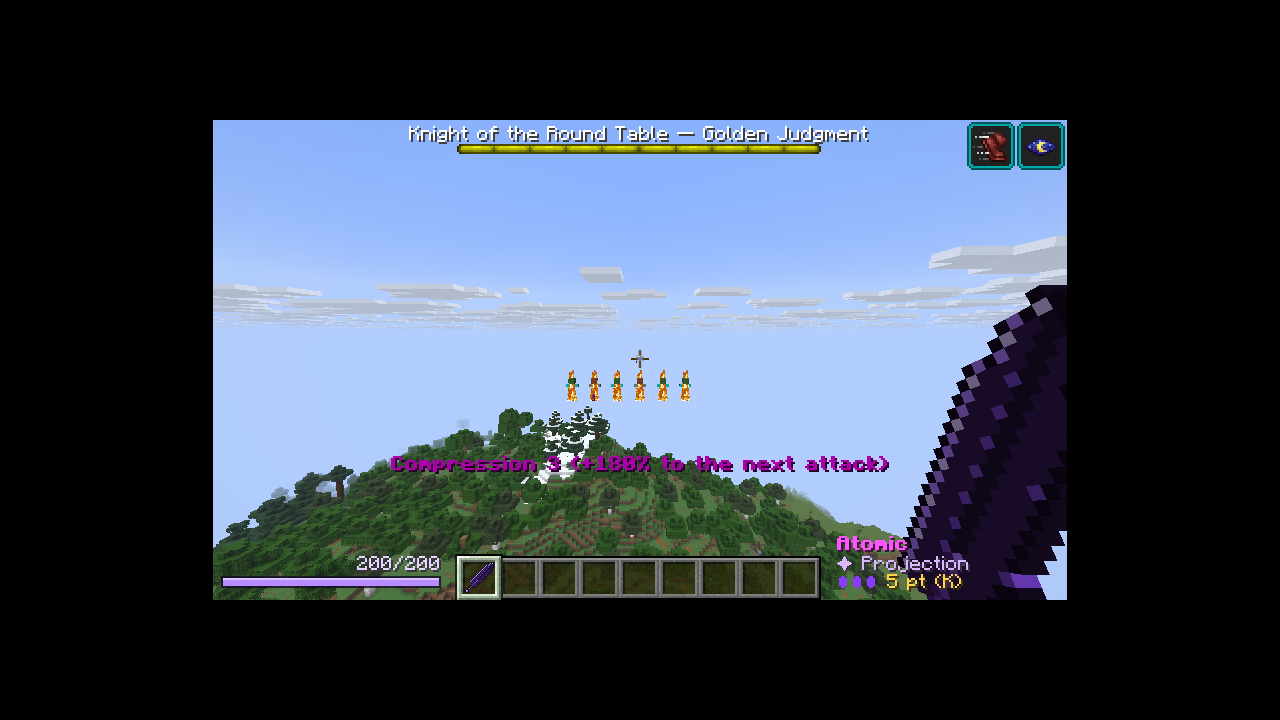 Knight of the Round Table — Golden Judgment
Compression 3 (+180% to the next attack)
Atomic
200/200
✦ Projection
5 pt (K)